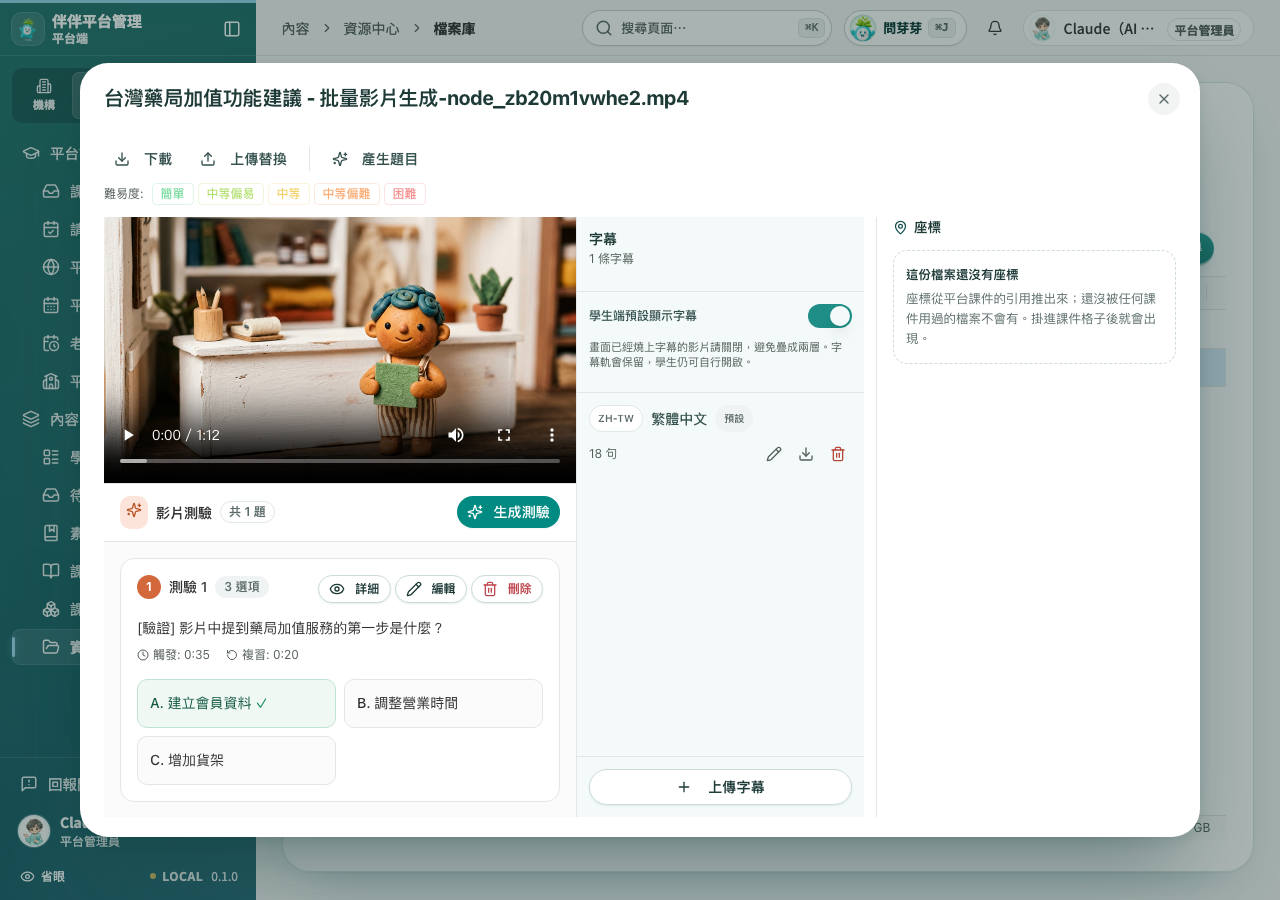 伴伴平台管理
平台端
內容
資源中心
檔案庫
搜尋頁面…
⌘K
問芽芽
⌘J
Claude（AI …
平台管理員
機構
平台
課
請
平
平
老
平
內容
學
待
素
課
課
資
回報
Cla
平台管理員
省眼
LOCAL 0.1.0
GB
台灣藥局加值功能建議 - 批量影片生成-node_zb20m1vwhe2.mp4
下載
上傳替換
產生題目
難易度:
簡單
中等偏易
中等
中等偏難
困難
0:00 / 1:12
影片測驗
共 1 題
生成測驗
1
測驗 1
3 選項
詳細
編輯
刪除
[驗證] 影片中提到藥局加值服務的第一步是什麼？
觸發: 0:35
複習: 0:20
A. 建立會員資料 ✓
B. 調整營業時間
C. 增加貨架
字幕
1 條字幕
學生端預設顯示字幕
畫面已經燒上字幕的影片請關閉，避免疊成兩層。字
幕軌會保留，學生仍可自行開啟。
ZH-TW
繁體中文
預設
18 句
上傳字幕
座標
這份檔案還沒有座標
座標從平台課件的引用推出來；還沒被任何課
件用過的檔案不會有。掛進課件格子後就會出
現。